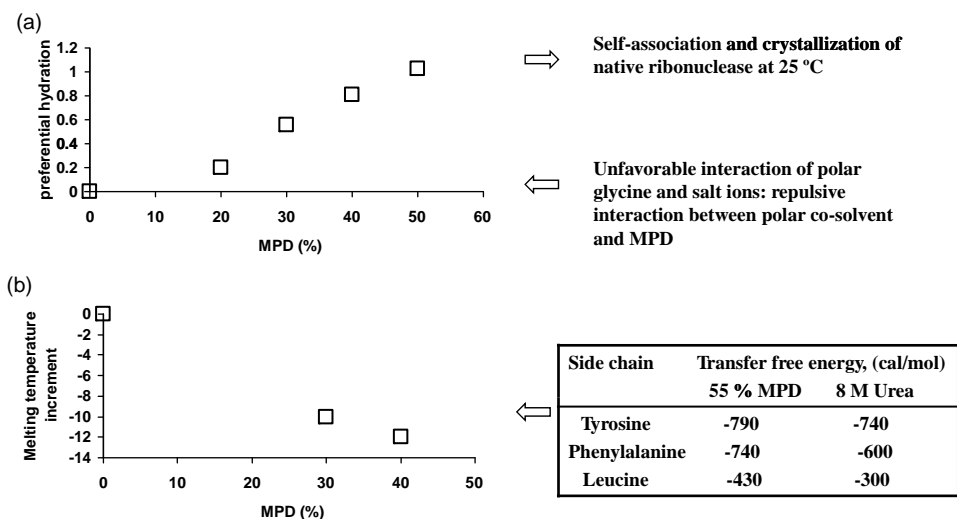 (a)
preferential hydration
1.2
1
0.8
0.6
0.4
0.2
0
0 10 20 30 40 50 60
MPD (%)
Self-association and crystallization of
native ribonuclease at 25 ºC
Unfavorable interaction of polar
glycine and salt ions: repulsive
interaction between polar co-solvent
and MPD
(b)
Melting temperature
increment
0
-2
-4
-6
-8
-10
-12
-14
0 10 20 30 40 50
MPD (%)
Side chain Transfer free energy, (cal/mol)
55 % MPD 8 M Urea
Tyrosine -790 -740
Phenylalanine -740 -600
Leucine -430 -300